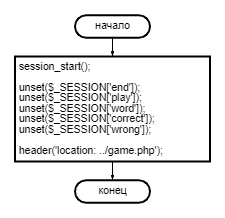 начало
session_start();
unset($_SESSION['end']);
unset($_SESSION['play']);
unset($_SESSION['word']);
unset($_SESSION['correct']);
unset($_SESSION['wrong']);
header('location: ../game.php');
конец